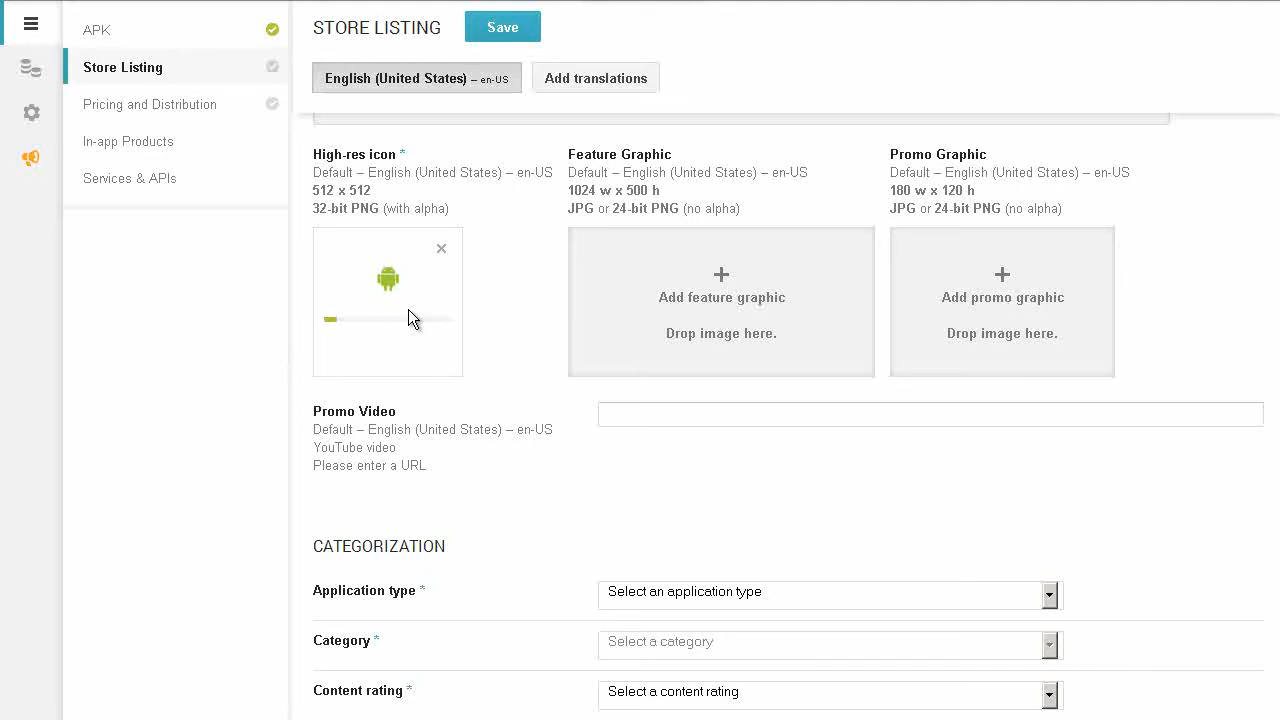 APK
Store Listing
Pricing and Distribution
In-app Products
Services & APIs
STORE LISTING
Save
English (United States) – en-US
Add translations
High-res icon *
Default – English (United States) – en-US
512 x 512
32-bit PNG (with alpha)
Feature Graphic
Default – English (United States) – en-US
1024 w x 500 h
JPG or 24-bit PNG (no alpha)
Add feature graphic
Drop image here.
Promo Graphic
Default – English (United States) – en-US
180 w x 120 h
JPG or 24-bit PNG (no alpha)
Add promo graphic
Drop image here.
Promo Video
Default – English (United States) – en-US
YouTube video
Please enter a URL
CATEGORIZATION
Application type *
Select an application type
Category *
Select a category
Content rating *
Select a content rating